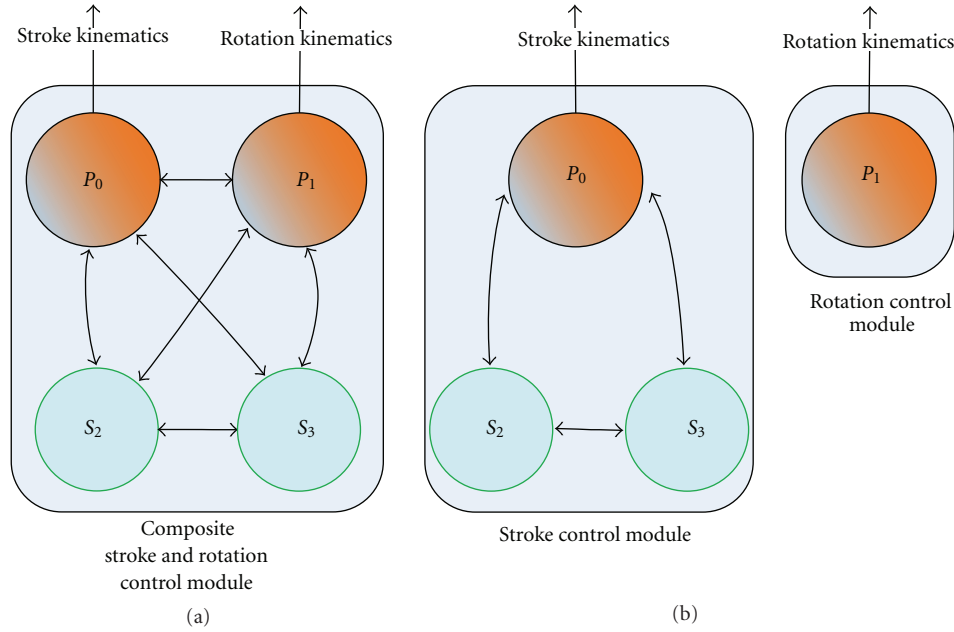 Stroke kinematics
Rotation kinematics
P0
P1
S2
S3
Composite
stroke and rotation
control module
(a)
Stroke kinematics
P0
S2
S3
Stroke control module
Rotation kinematics
P1
Rotation control
module
(b)